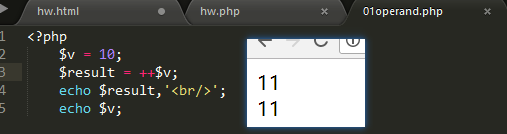 hw.html
hw.php
01operand.php
1 <?php
2 $v = 10;
3 $result = ++$v;
4 echo $result,'<br/>';
5 echo $v;
11
11